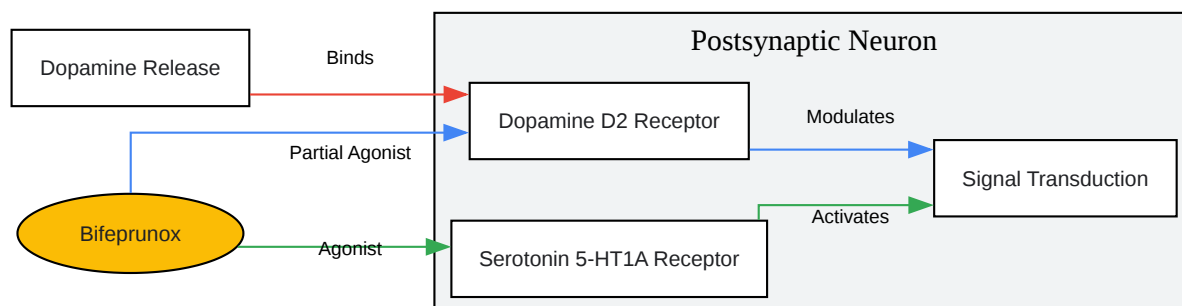 Postsynaptic Neuron
Dopamine Release
Binds
Dopamine D2 Receptor
Modulates
Partial Agonist
Signal Transduction
Bifeprunox
Agonist
Serotonin 5-HT1A Receptor
Activates